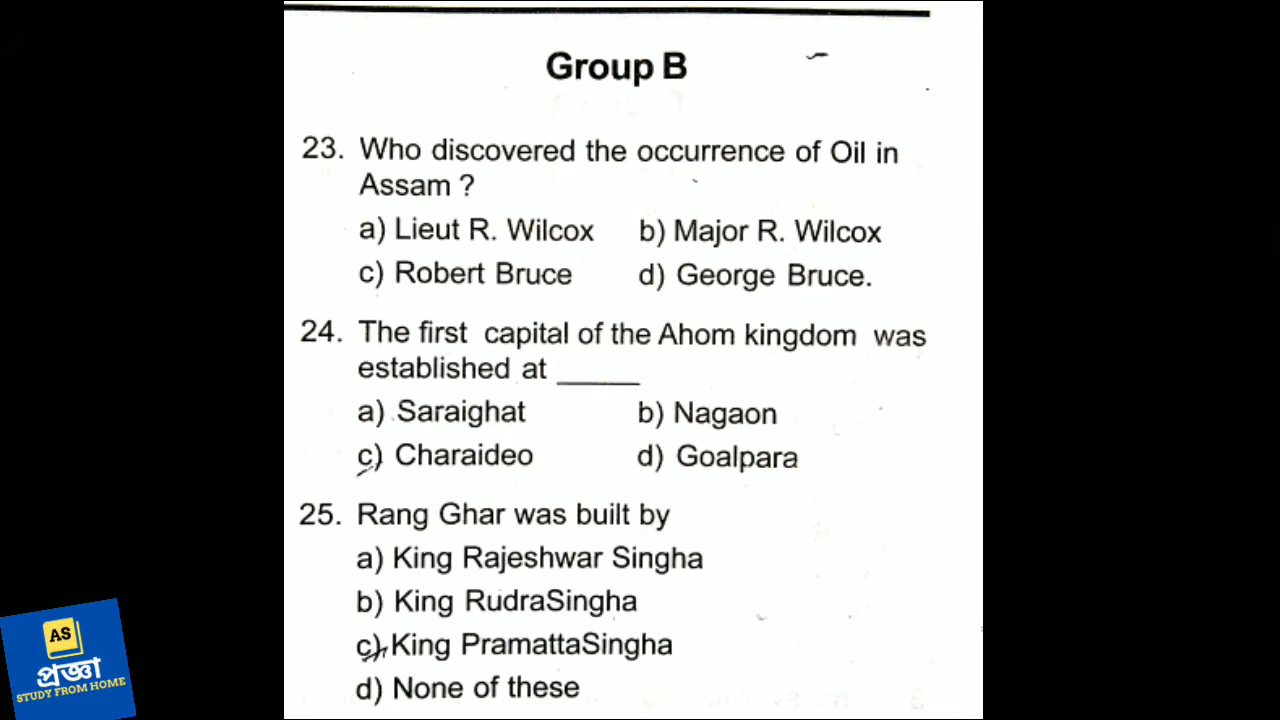 Group B
23. Who discovered the occurrence of Oil in
Assam ?
a) Lieut R. Wilcox b) Major R. Wilcox
c) Robert Bruce d) George Bruce.
24. The first capital of the Ahom kingdom was
established at _____
a) Saraighat b) Nagaon
c) Charaideo d) Goalpara
25. Rang Ghar was built by
a) King Rajeshwar Singha
b) King RudraSingha
c) King PramattaSingha
d) None of these
AS
প্রজ্ঞা
STUDY FROM HOME